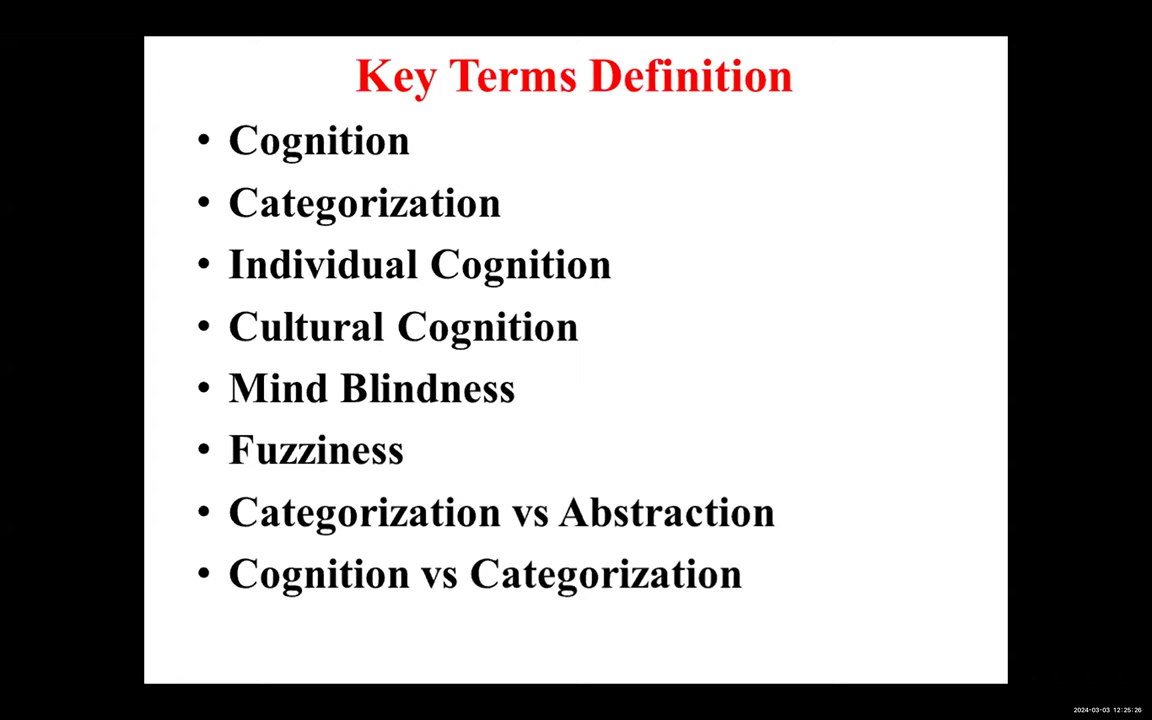 Key Terms Definition
• Cognition
• Categorization
• Individual Cognition
• Cultural Cognition
• Mind Blindness
• Fuzziness
• Categorization vs Abstraction
• Cognition vs Categorization
2024-03-03 12:25:26